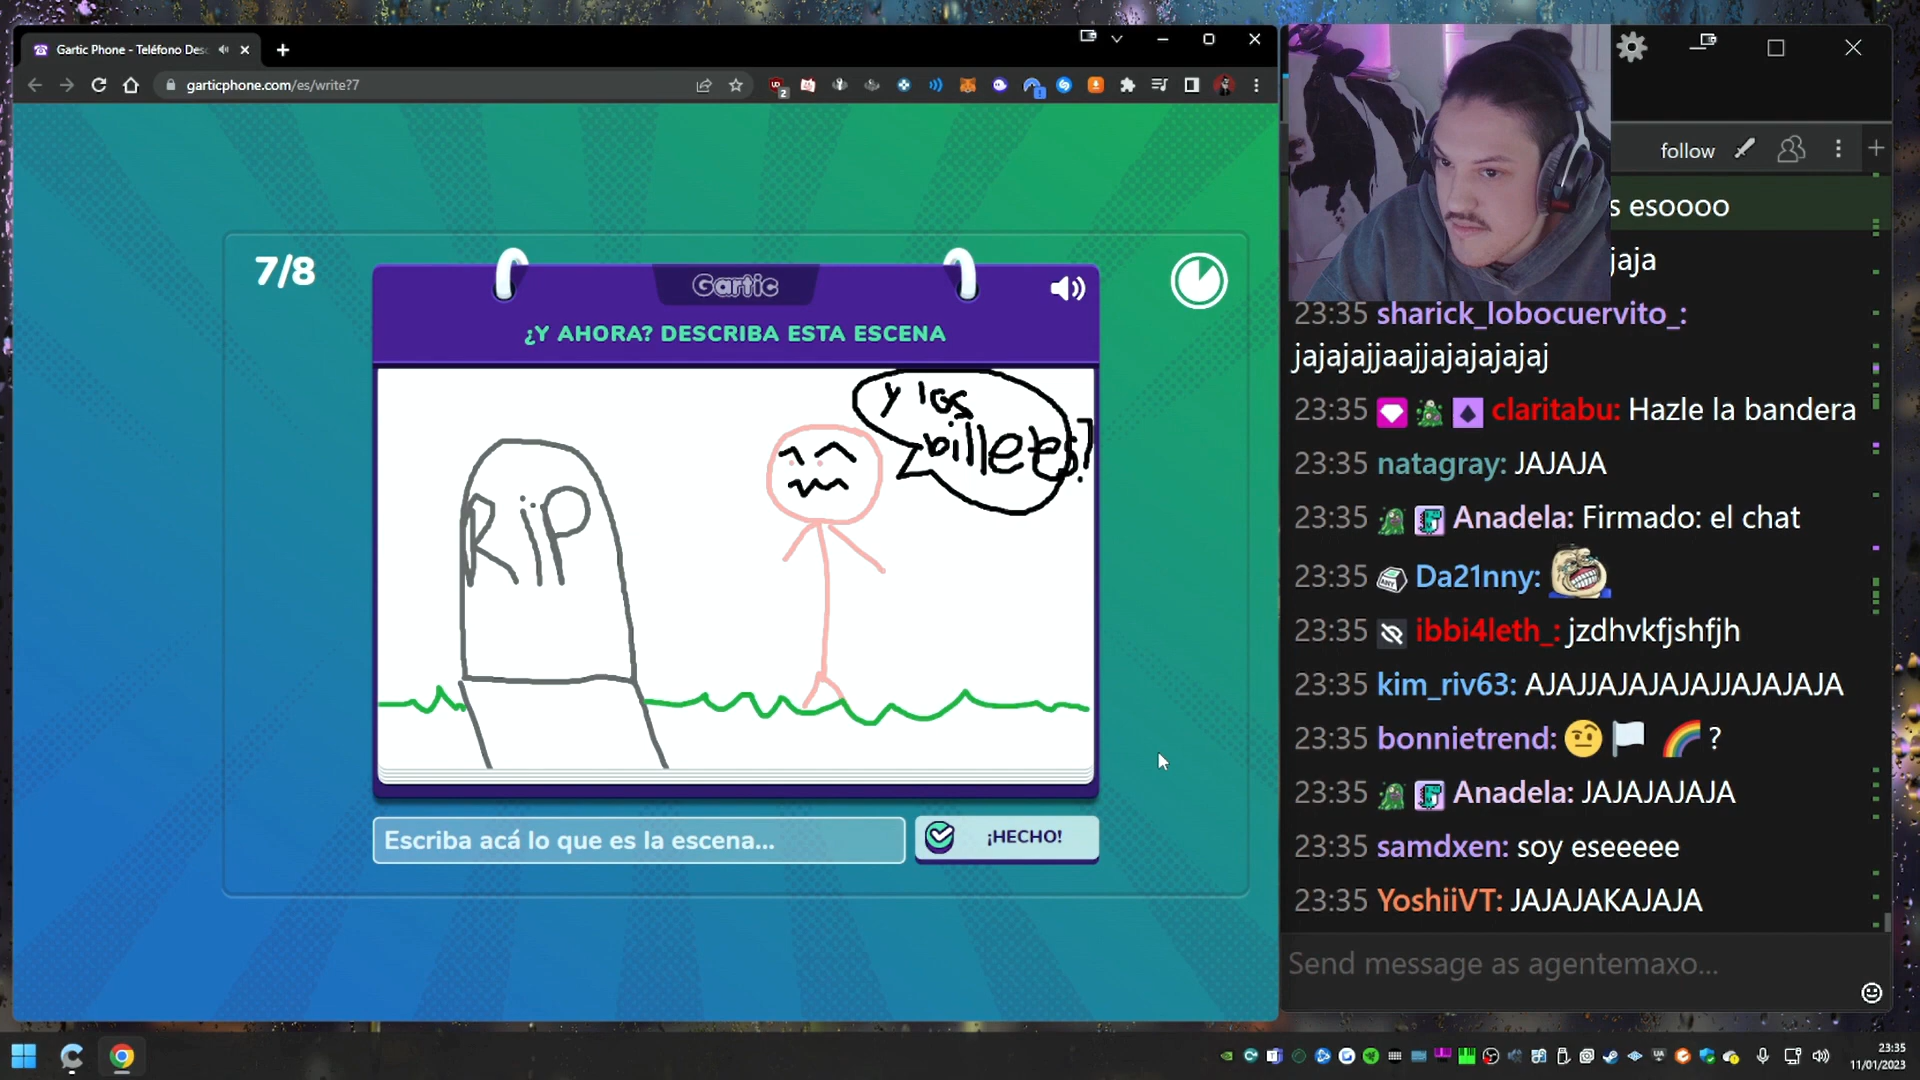 Gartic Phone - Teléfono Desc
garticphone.com/es/write?7
7/8
Gartic
¿Y AHORA? DESCRIBA ESTA ESCENA
y los
billetes?
RiP
Escriba acá lo que es la escena...
¡HECHO!
follow
s esoooo
jaja
23:35 sharick_lobocuervito_:
jajajajjaajjajajajajaj
23:35 claritabu: Hazle la bandera
23:35 natagray: JAJAJA
23:35 Anadela: Firmado: el chat
23:35 Da21nny:
23:35 ibbi4leth_: jzdhvkfjshfjh
23:35 kim_riv63: AJAJJAJAJAJAJJAJAJAJA
23:35 bonnietrend: 🤨 🏳 🌈 ?
23:35 Anadela: JAJAJAJAJA
23:35 samdxen: soy eseeeee
23:35 YoshiiVT: JAJAJAKAJAJA
Send message as agentemaxo...
23:35
11/01/2023